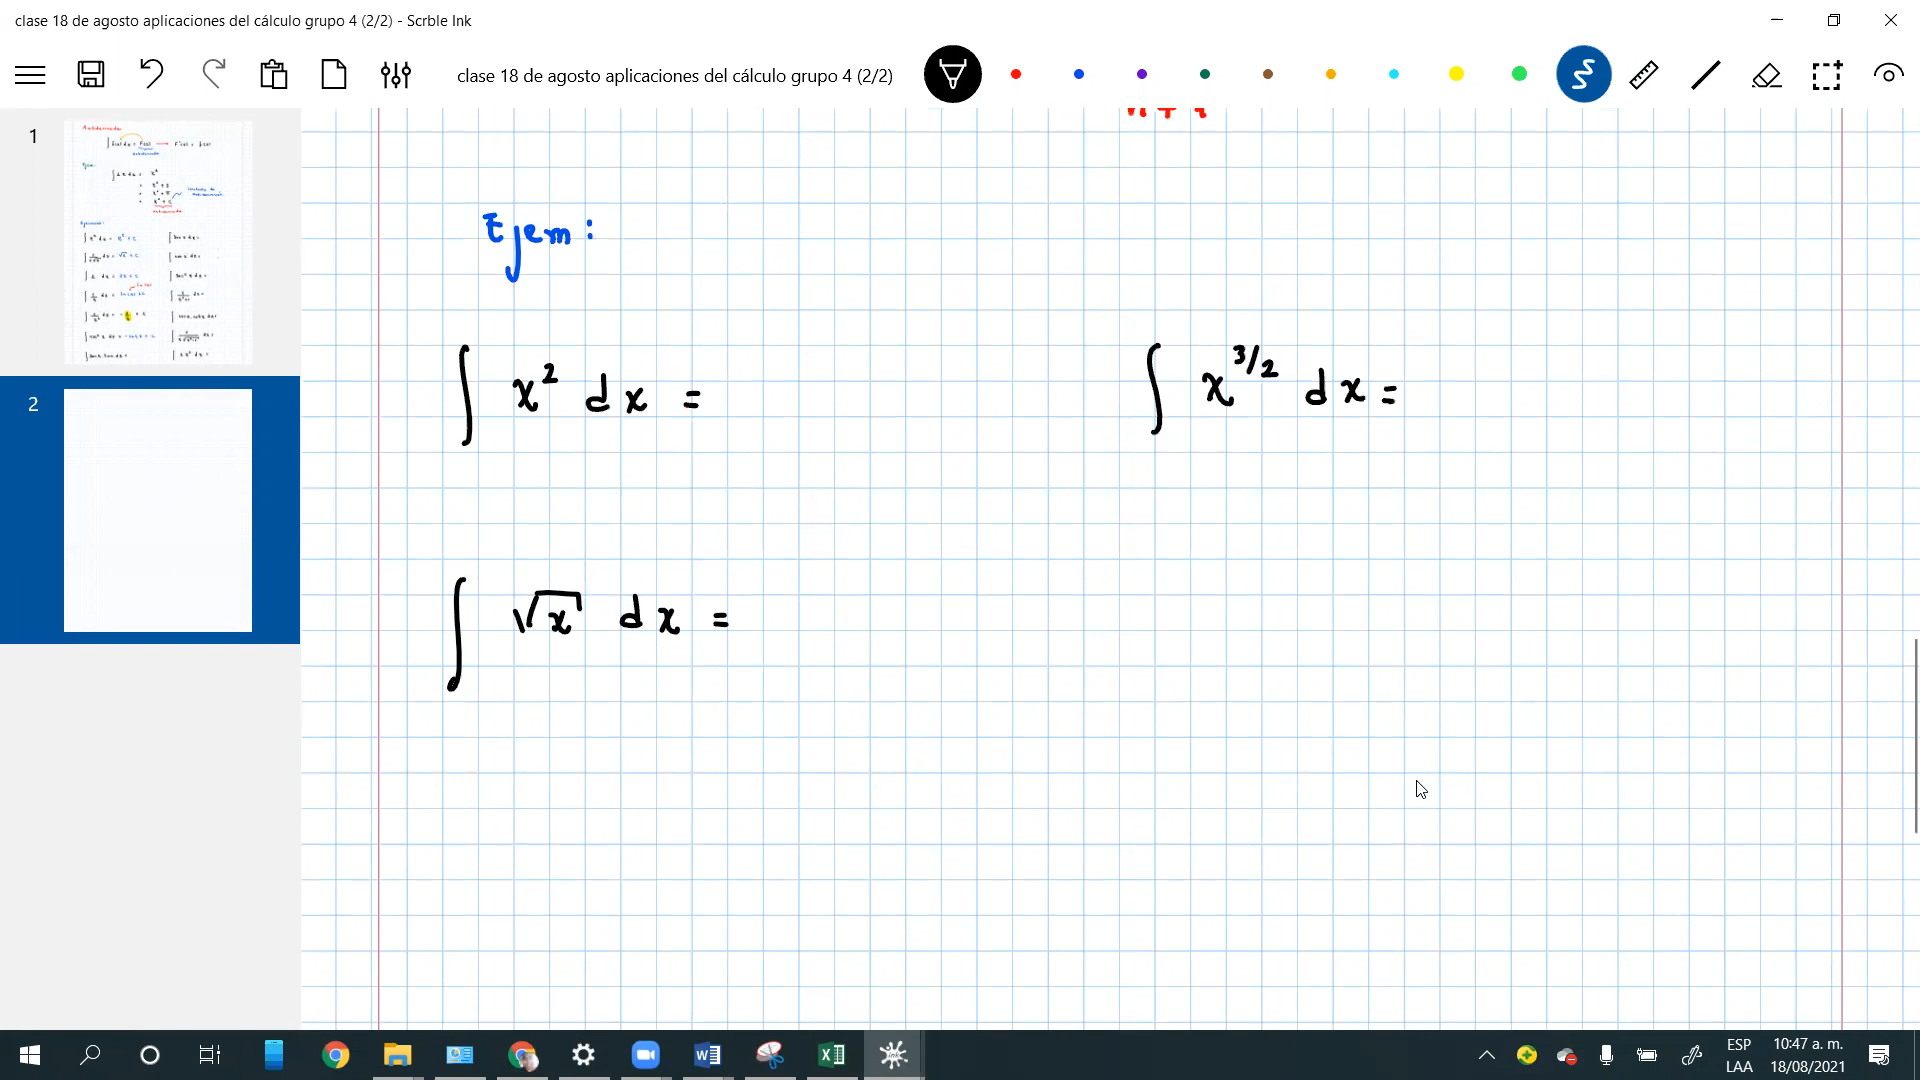 clase 18 de agosto aplicaciones del cálculo grupo 4 (2/2) - Scrble Ink
clase 18 de agosto aplicaciones del cálculo grupo 4 (2/2)
1
2
n + 1
Ejem:
∫ x² dx =
∫ x^{3/2} dx =
∫ √x dx =
ESP
LAA
10:47 a. m.
18/08/2021